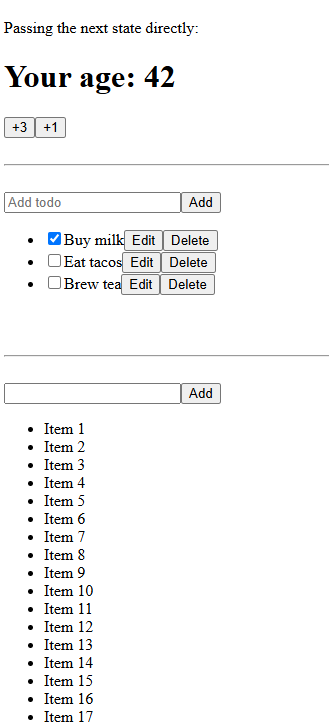 Passing the next state directly:
Your age: 42
+3 +1
Add todo Add
Buy milk Edit Delete
Eat tacos Edit Delete
Brew tea Edit Delete
Add
Item 1
Item 2
Item 3
Item 4
Item 5
Item 6
Item 7
Item 8
Item 9
Item 10
Item 11
Item 12
Item 13
Item 14
Item 15
Item 16
Item 17